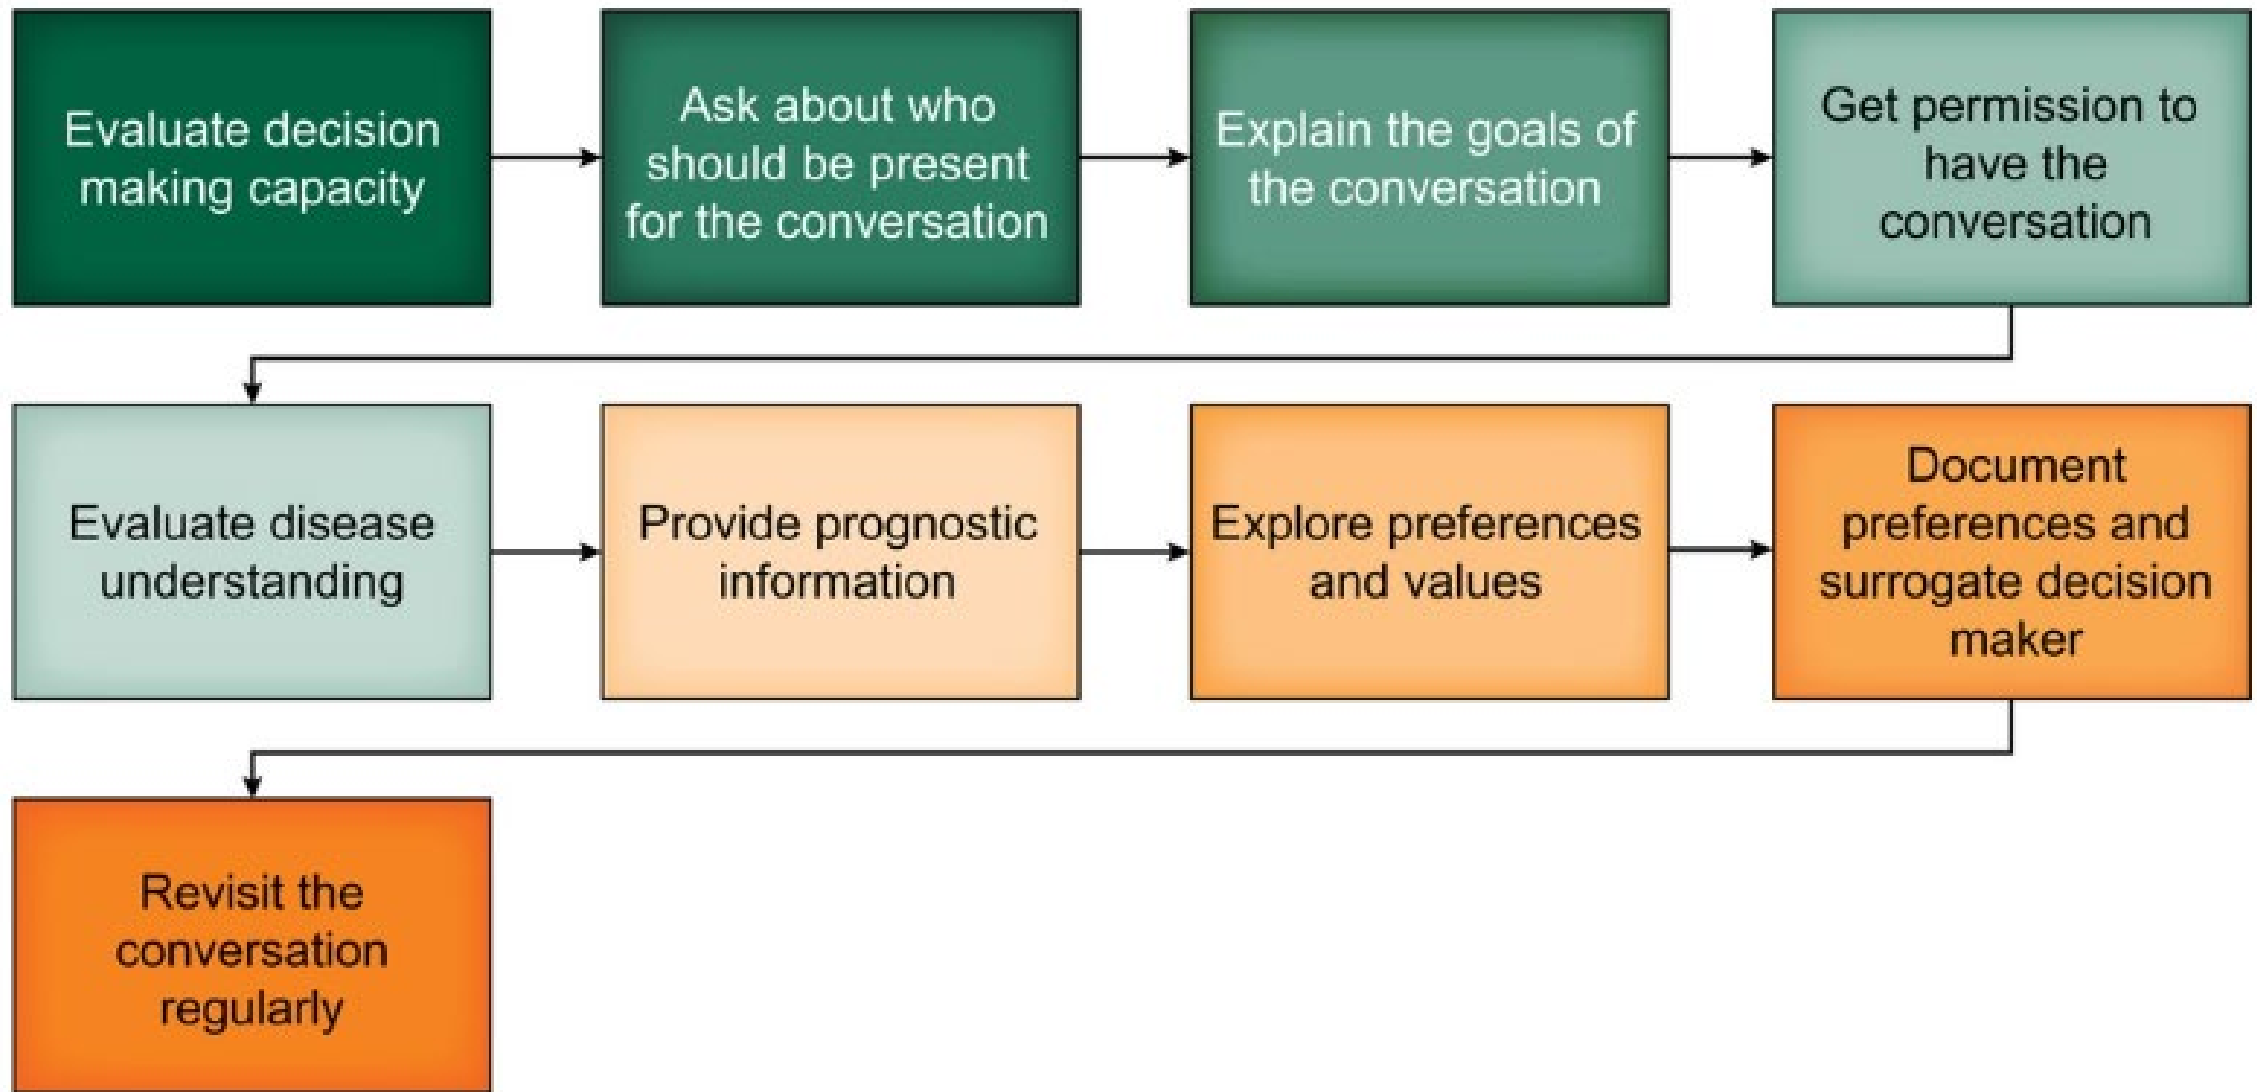 Evaluate decision
making capacity
Ask about who
should be present
for the conversation
Explain the goals of
the conversation
Get permission to
have the
conversation
Evaluate disease
understanding
Provide prognostic
information
Explore preferences
and values
Document
preferences and
surrogate decision
maker
Revisit the
conversation
regularly